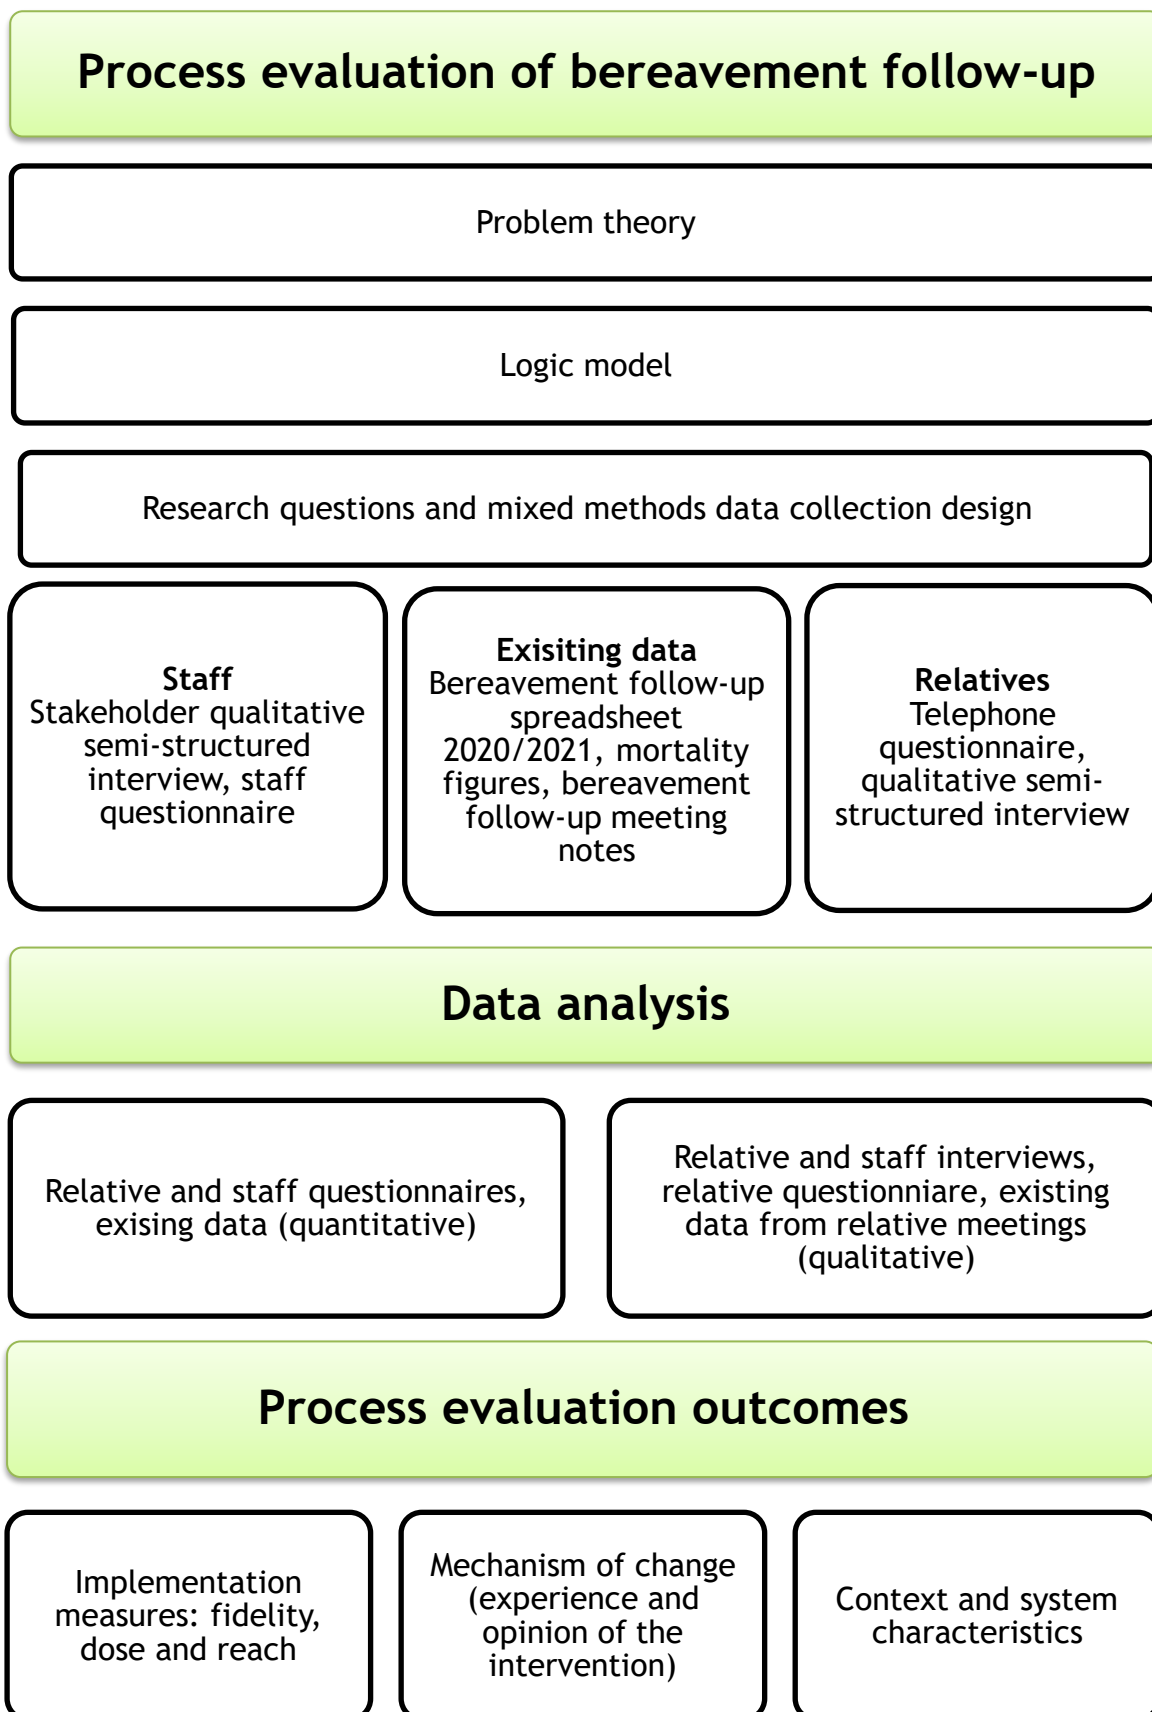 Process evaluation of bereavement follow-up
Problem theory
Logic model
Research questions and mixed methods data collection design
Staff
Stakeholder qualitative
semi-structured
interview, staff
questionnaire
Exisiting data
Bereavement follow-up
spreadsheet
2020/2021, mortality
figures, bereavement
follow-up meeting
notes
Relatives
Telephone
questionnaire,
qualitative semi-
structured interview
Data analysis
Relative and staff questionnaires,
exising data (quantitative)
Relative and staff interviews,
relative questionniare, existing
data from relative meetings
(qualitative)
Process evaluation outcomes
Implementation
measures: fidelity,
dose and reach
Mechanism of change
(experience and
opinion of the
intervention)
Context and system
characteristics